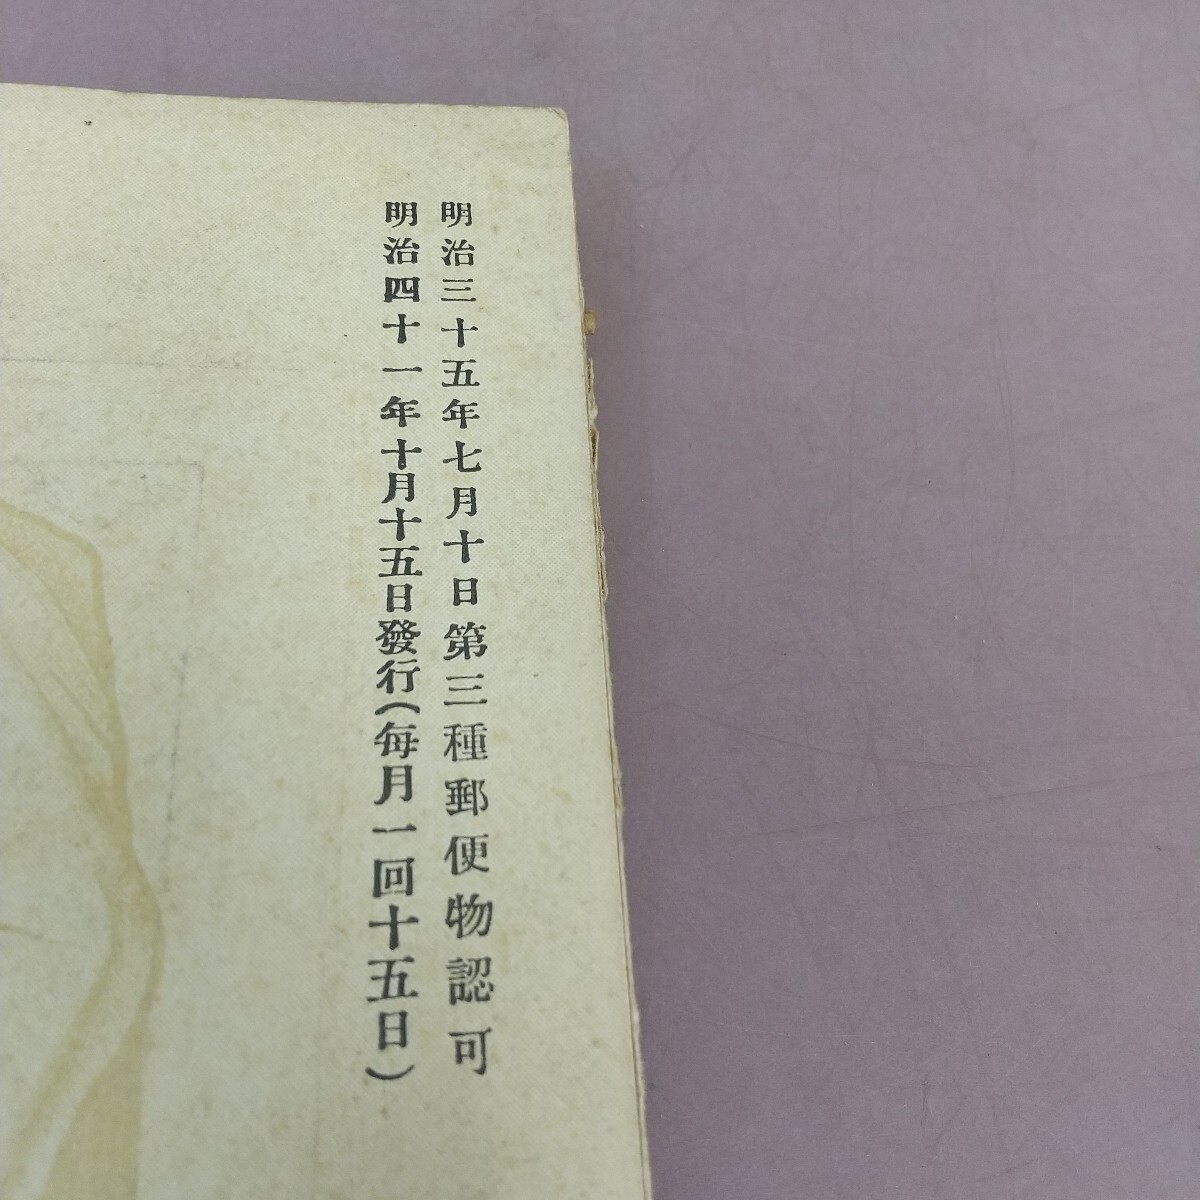 明治三十五年七月十日第三種郵便物認可
明治四十一年十月十五日發行(每月一回十五日)